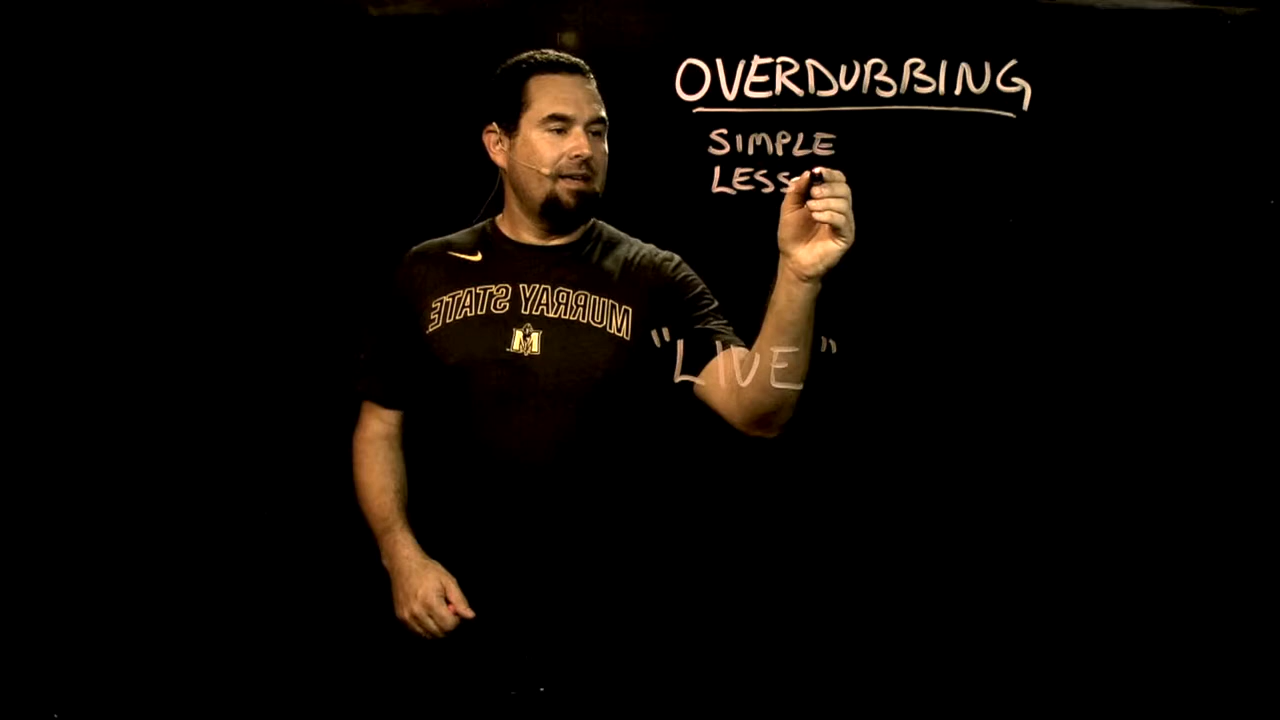 OVERDUBBING
SIMPLE
LESS
MURRAY STATE
M
"LIVE"